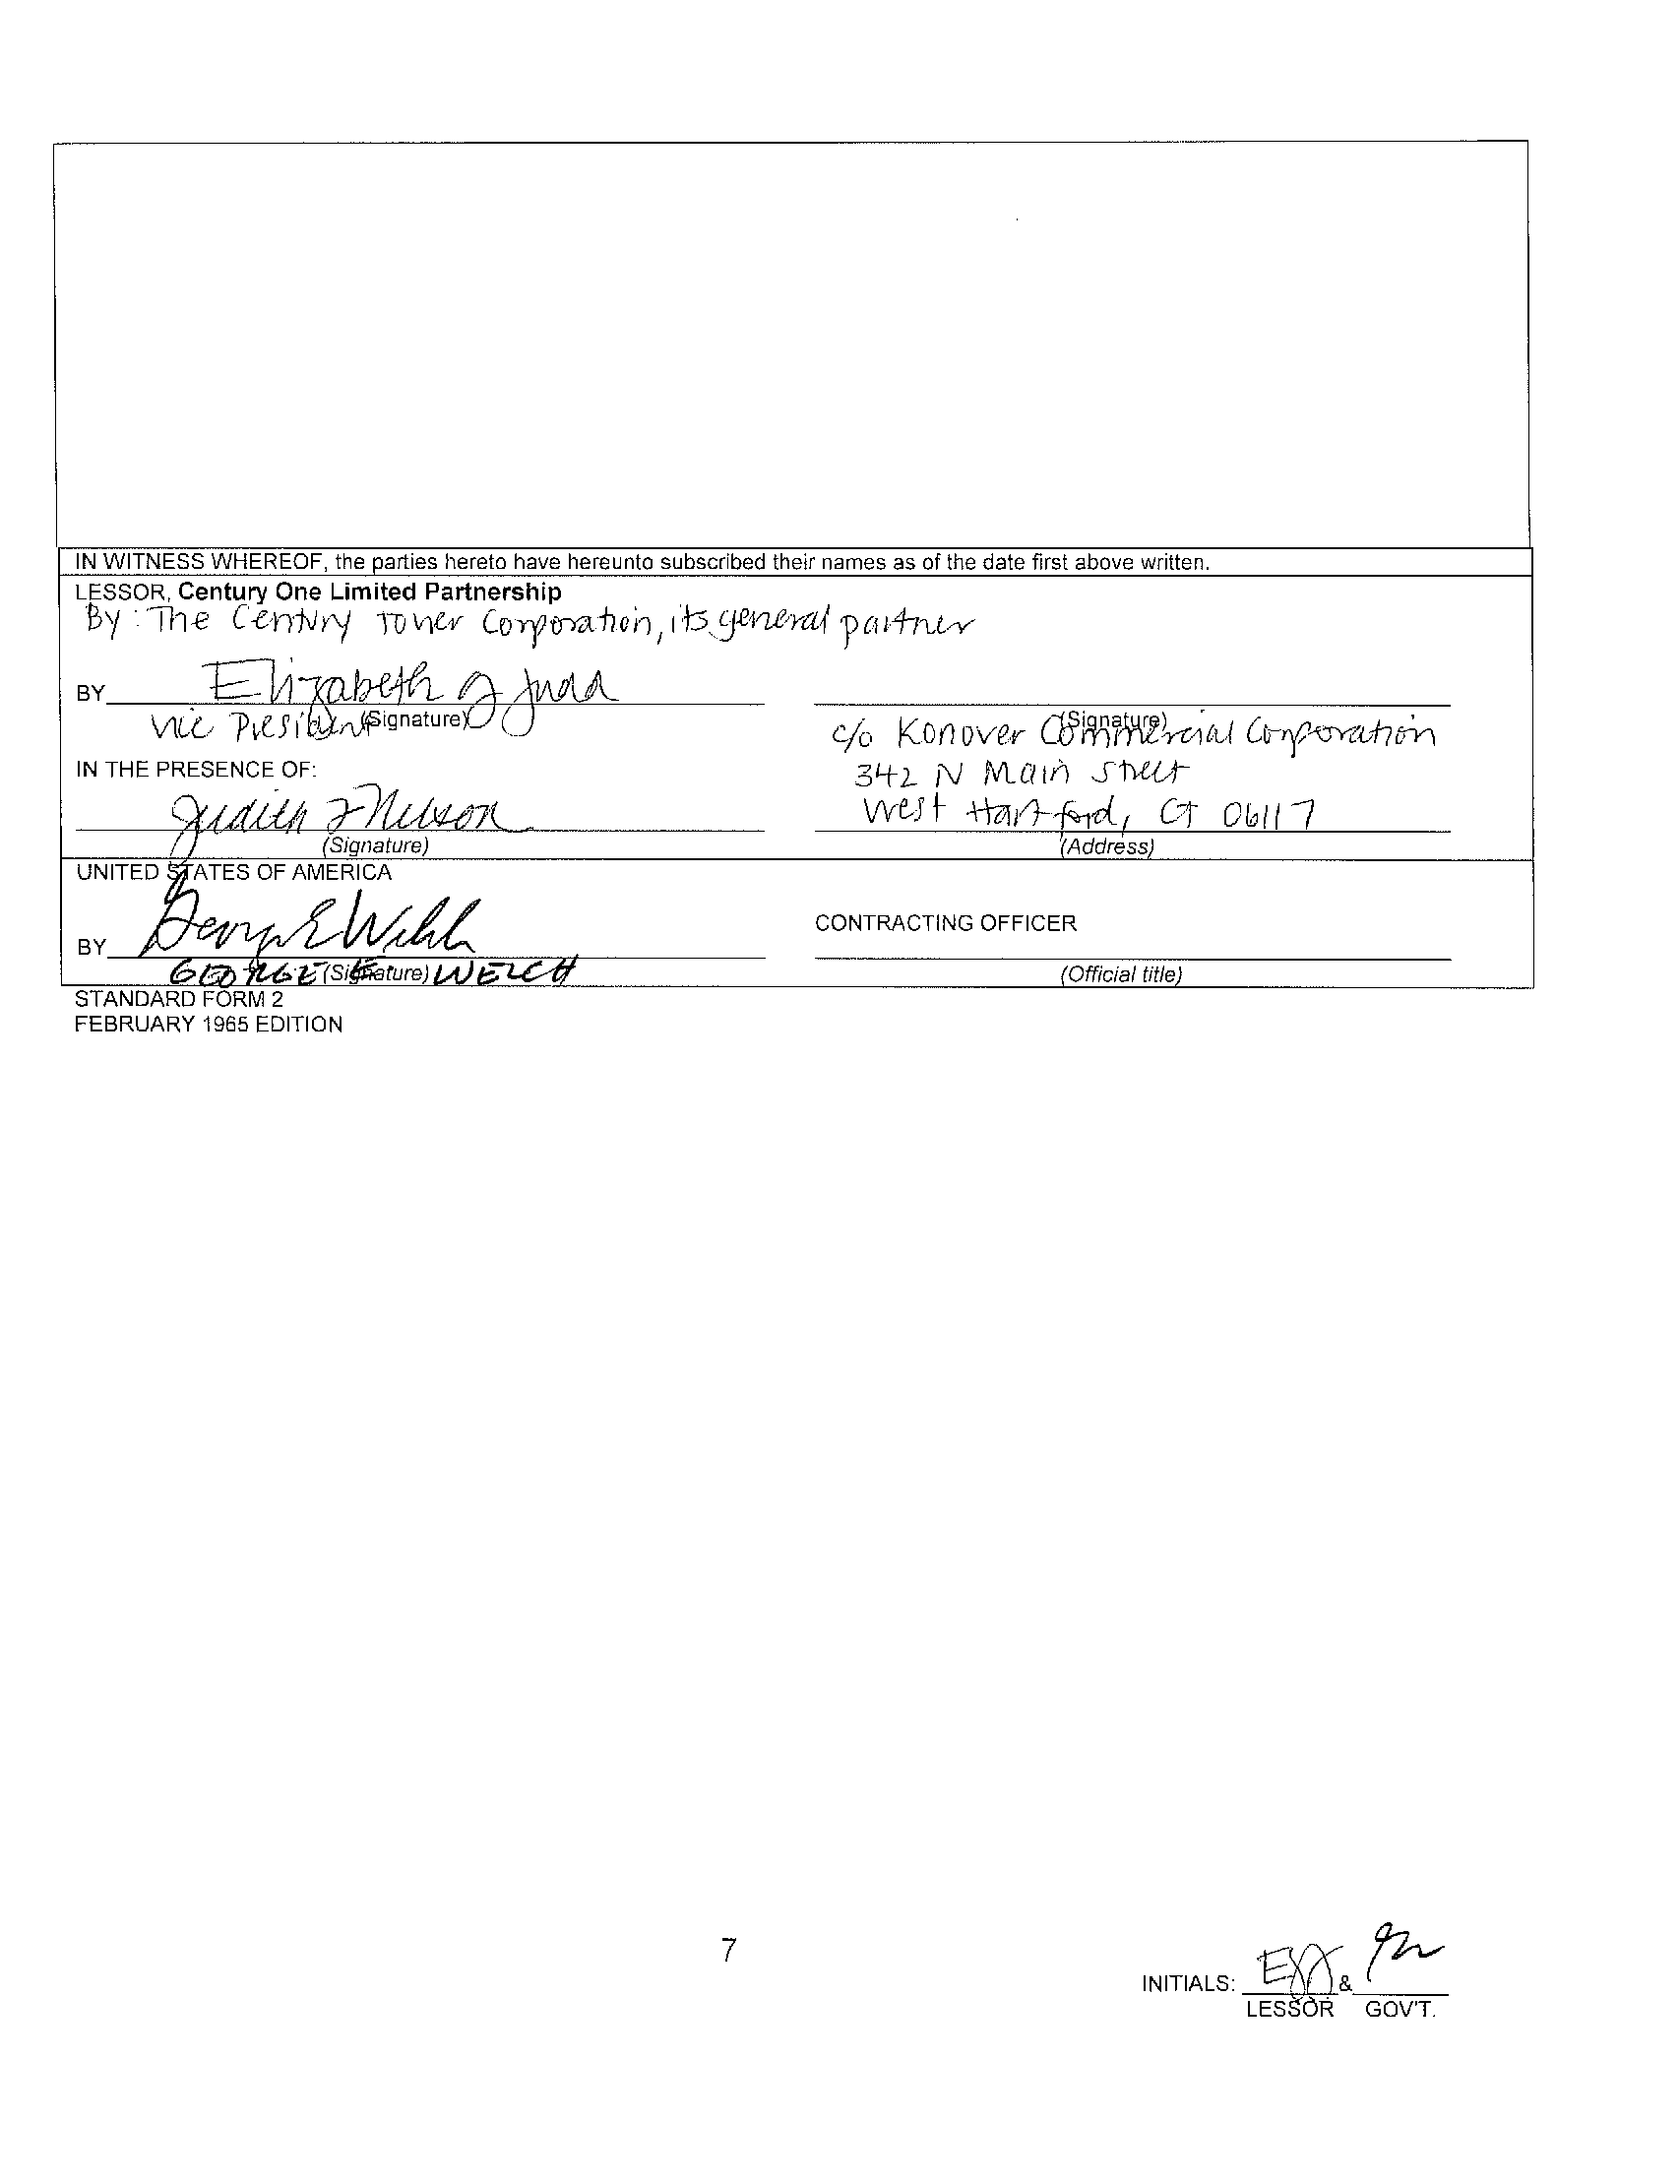 IN WITNESS WHEREOF, the parties hereto have hereunto subscribed their names as of the date first above written.
LESSOR, Century One Limited Partnership
By: The Century Tower Corporation, its general partner
BY Elizabeth J Judd
Vice President (Signature) (Signature)
c/o Konover Commercial Corporation
IN THE PRESENCE OF: 342 N Main Street
Judith Nelson West Hartford, CT 06117
(Signature) (Address)
UNITED STATES OF AMERICA
BY George E Welch CONTRACTING OFFICER
GEORGE E WELCH (Signature) (Official title)
STANDARD FORM 2
FEBRUARY 1965 EDITION
7
INITIALS: EJJ &
LESSOR GOV'T.